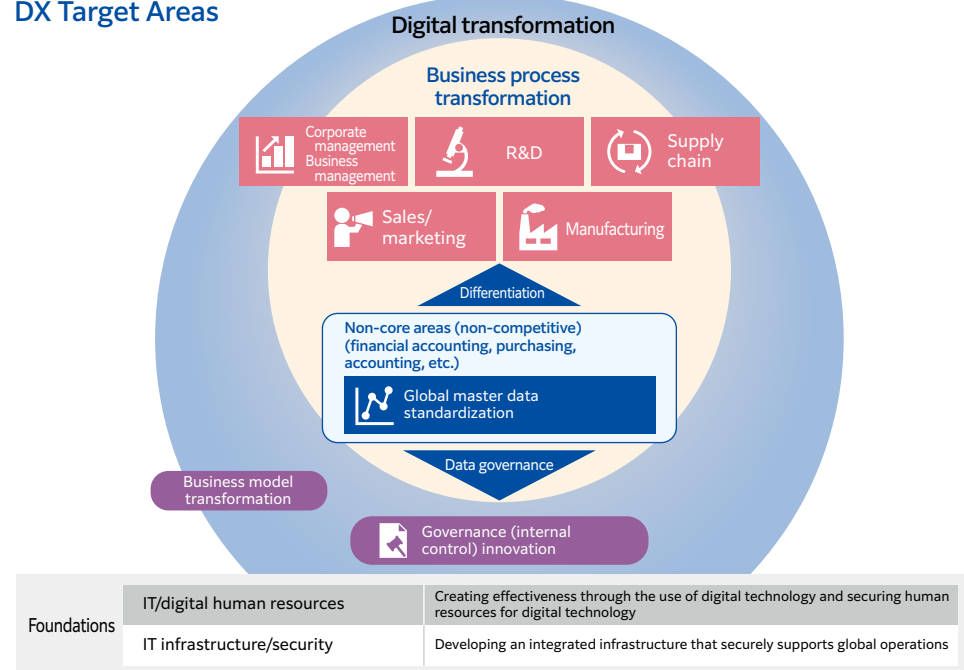 DX Target Areas
Digital transformation
Business process
transformation
Corporate
management
Business
management
R&D
Supply
chain
Sales/
marketing
Manufacturing
Differentiation
Non-core areas (non-competitive)
(financial accounting, purchasing,
accounting, etc.)
Global master data
standardization
Data governance
Business model
transformation
Governance (internal
control) innovation
Foundations
IT/digital human resources
Creating effectiveness through the use of digital technology and securing human
resources for digital technology
IT infrastructure/security
Developing an integrated infrastructure that securely supports global operations